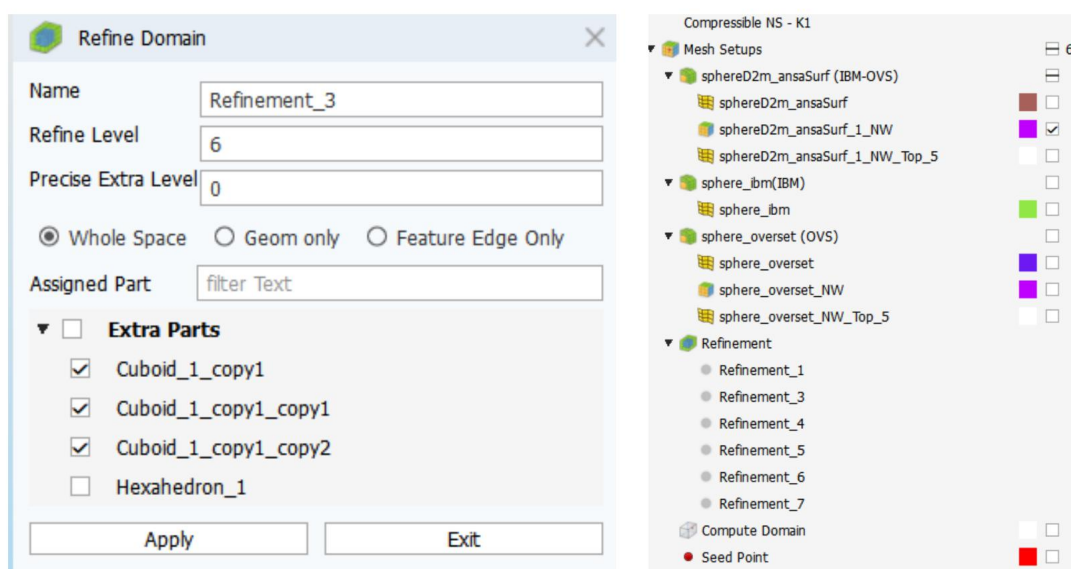 Refine Domain
Name
Refinement_3
Refine Level
6
Precise Extra Level
0
Whole Space Geom only Feature Edge Only
Assigned Part
filter Text
Extra Parts
Cuboid_1_copy1
Cuboid_1_copy1_copy1
Cuboid_1_copy1_copy2
Hexahedron_1
Apply
Exit
Compressible NS - K1
Mesh Setups 6
sphereD2m_ansaSurf (IBM-OVS)
sphereD2m_ansaSurf
sphereD2m_ansaSurf_1_NW
sphereD2m_ansaSurf_1_NW_Top_5
sphere_ibm(IBM)
sphere_ibm
sphere_overset (OVS)
sphere_overset
sphere_overset_NW
sphere_overset_NW_Top_5
Refinement
Refinement_1
Refinement_3
Refinement_4
Refinement_5
Refinement_6
Refinement_7
Compute Domain
Seed Point